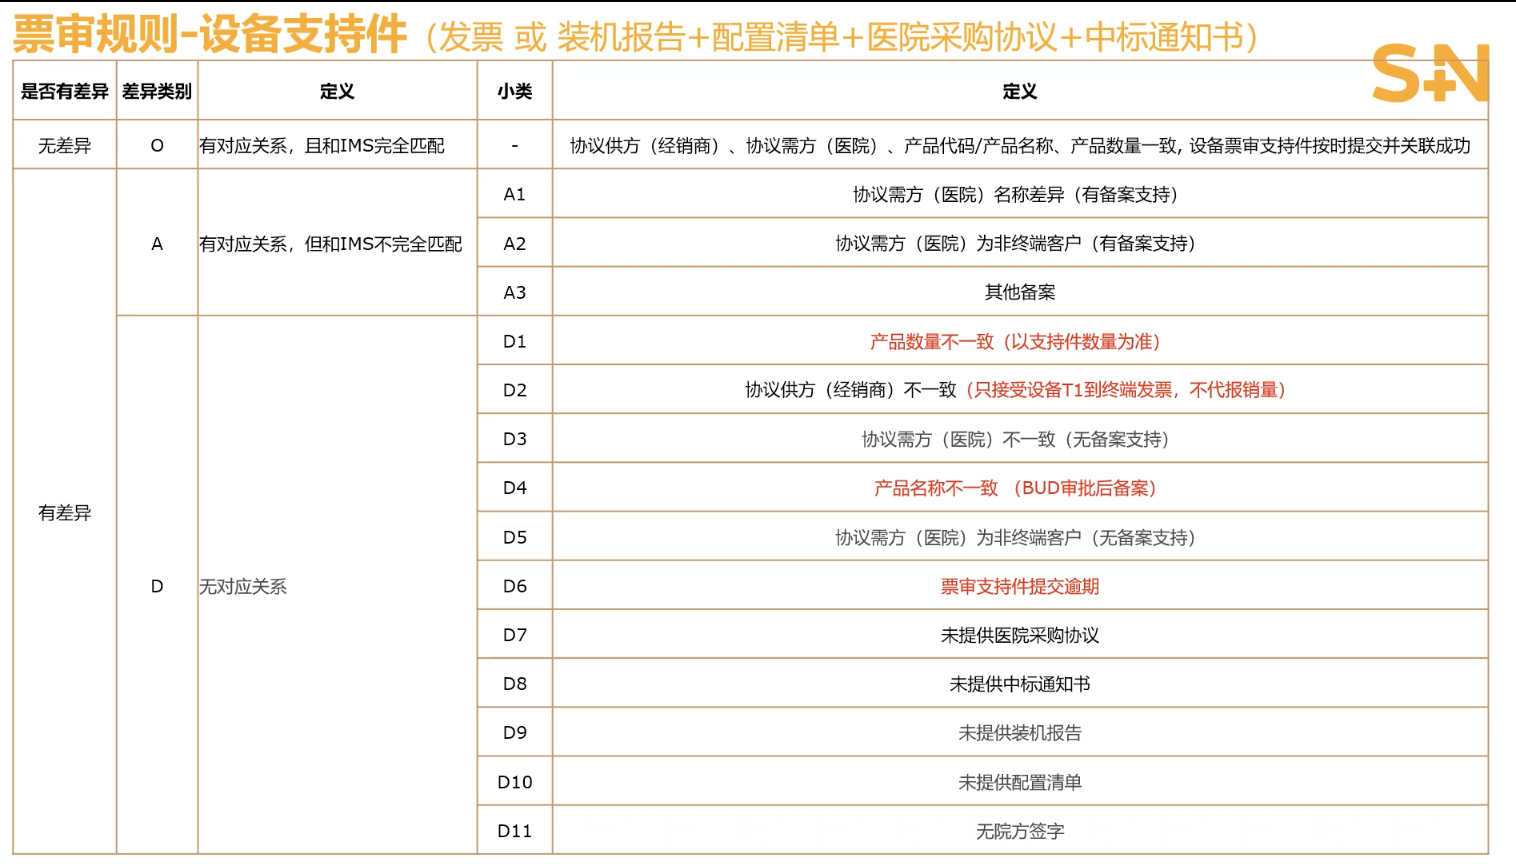 票审规则-设备支持件（发票 或 装机报告+配置清单+医院采购协议+中标通知书）
S+N
是否有差异 差异类别 定义 小类 定义
无差异 O 有对应关系，且和IMS完全匹配 - 协议供方（经销商）、协议需方（医院）、产品代码/产品名称、产品数量一致，设备票审支持件按时提交并关联成功
有差异 A 有对应关系，但和IMS不完全匹配 A1 协议需方（医院）名称差异（有备案支持）
A2 协议需方（医院）为非终端客户（有备案支持）
A3 其他备案
D 无对应关系 D1 产品数量不一致（以支持件数量为准）
D2 协议供方（经销商）不一致（只接受设备T1到终端发票，不代报销量）
D3 协议需方（医院）不一致（无备案支持）
D4 产品名称不一致 （BUD审批后备案）
D5 协议需方（医院）为非终端客户（无备案支持）
D6 票审支持件提交逾期
D7 未提供医院采购协议
D8 未提供中标通知书
D9 未提供装机报告
D10 未提供配置清单
D11 无院方签字